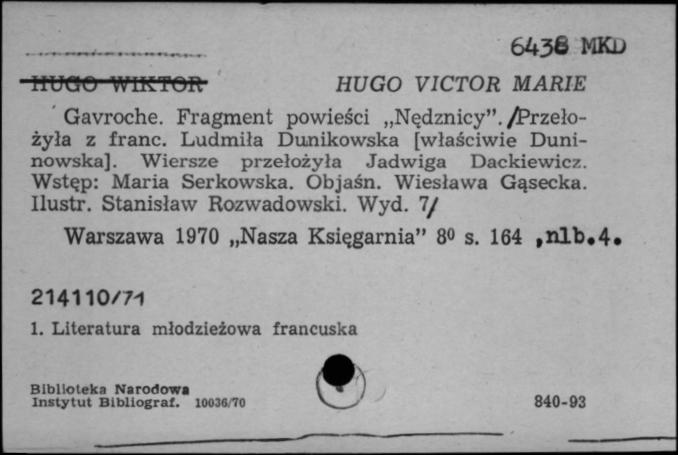 6438 MKD
HUGO WIKTOR HUGO VICTOR MARIE
Gavroche. Fragment powieści „Nędznicy”. /Przeło-
żyła z franc. Ludmiła Dunikowska [właściwie Duni-
nowska]. Wiersze przełożyła Jadwiga Dackiewicz.
Wstęp: Maria Serkowska. Objaśn. Wiesława Gąsecka.
Ilustr. Stanisław Rozwadowski. Wyd. 7/
Warszawa 1970 „Nasza Księgarnia” 8⁰ s. 164 ,nlb.4.
214110/71
1. Literatura młodzieżowa francuska
Biblioteka Narodowa
Instytut Bibliograf. 10036/70 840-93